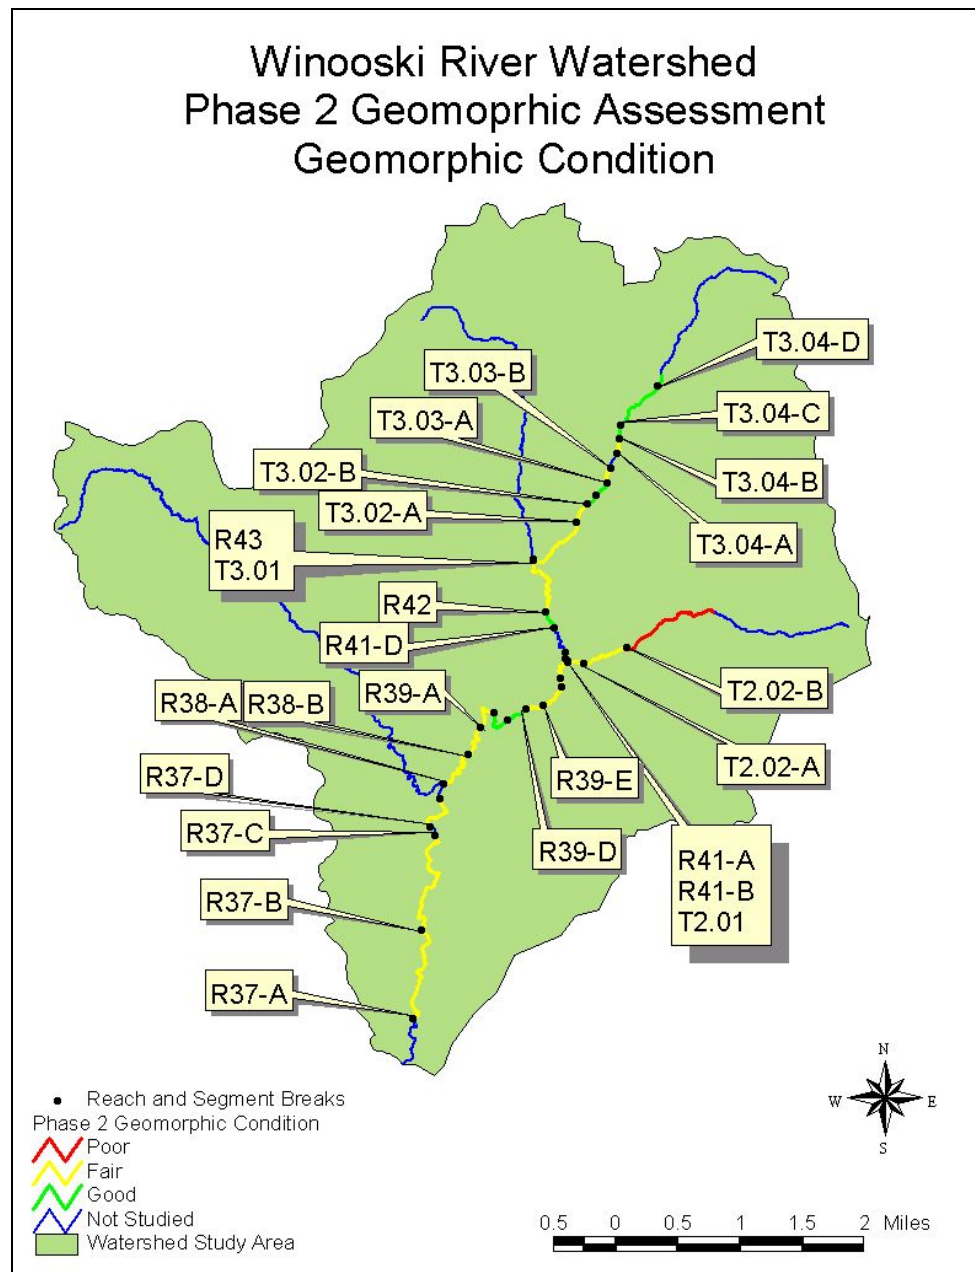 Winooski River Watershed
Phase 2 Geomoprhic Assessment
Geomorphic Condition
T3.04-D
T3.03-B
T3.04-C
T3.03-A
T3.02-B
T3.04-B
T3.02-A
T3.04-A
R43
T3.01
R42
R41-D
R39-A
T2.02-B
R38-A
R38-B
T2.02-A
R37-D
R39-E
R37-C
R39-D
R41-A
R41-B
T2.01
R37-B
R37-A
N
W
E
S
Reach and Segment Breaks
Phase 2 Geomorphic Condition
Poor
Fair
Good
Not Studied
Watershed Study Area
0.5 0 0.5 1 1.5 2 Miles